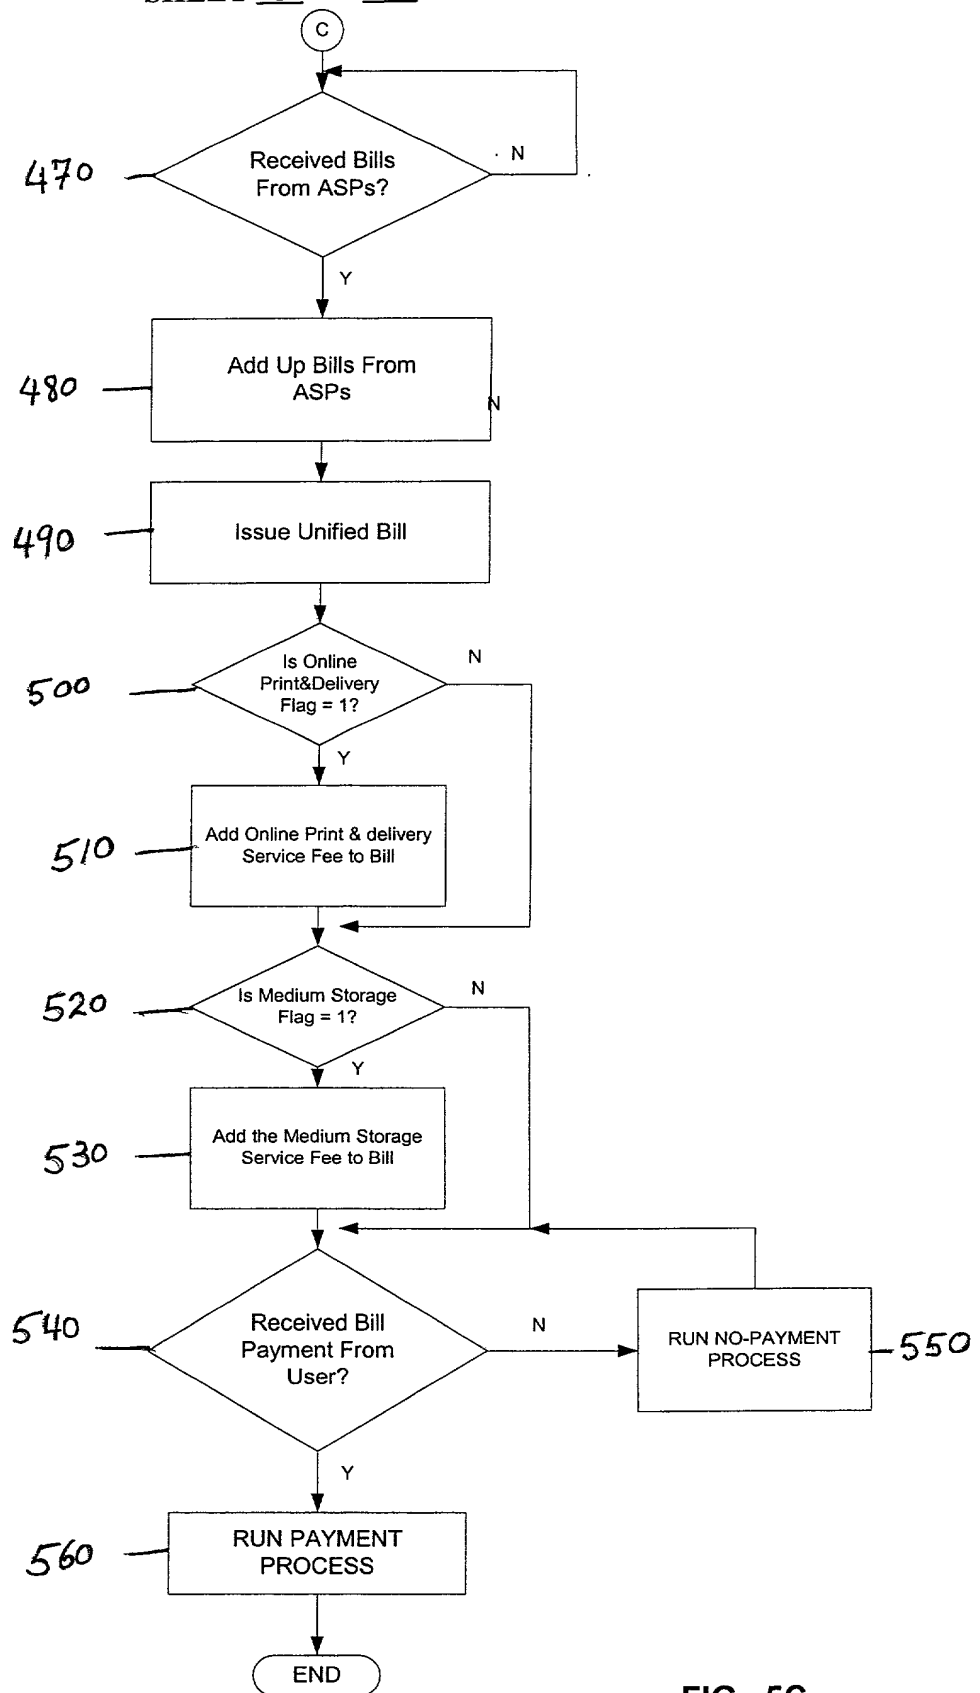 C
470
Received Bills
From ASPs?
N
Y
480
Add Up Bills From
ASPs
N
490
Issue Unified Bill
500
Is Online
Print&Delivery
Flag = 1?
N
Y
510
Add Online Print & delivery
Service Fee to Bill
520
Is Medium Storage
Flag = 1?
N
Y
530
Add the Medium Storage
Service Fee to Bill
540
Received Bill
Payment From
User?
N
RUN NO-PAYMENT
PROCESS
550
Y
560
RUN PAYMENT
PROCESS
END